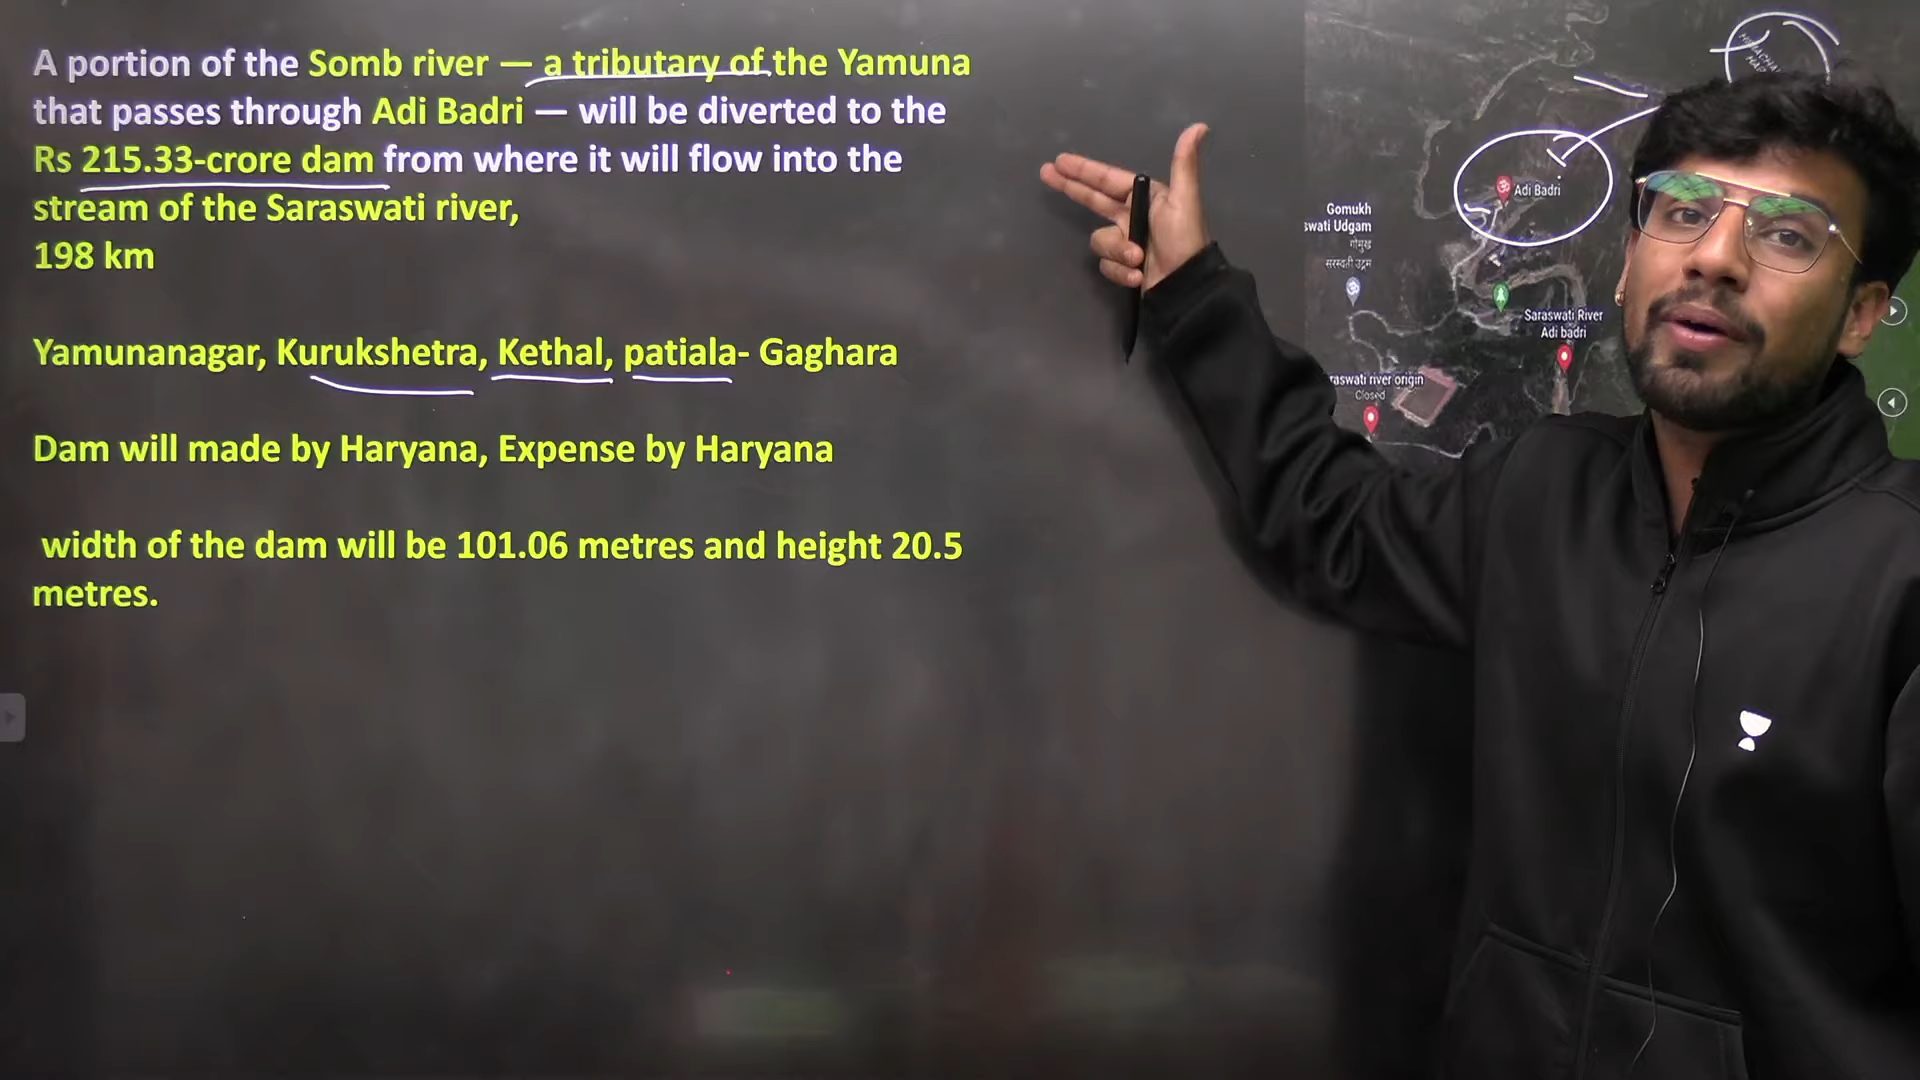 A portion of the Somb river — a tributary of the Yamuna
that passes through Adi Badri — will be diverted to the
Rs 215.33-crore dam from where it will flow into the
stream of the Saraswati river,
198 km
Yamunanagar, Kurukshetra, Kethal, patiala- Gaghara
Dam will made by Haryana, Expense by Haryana
width of the dam will be 101.06 metres and height 20.5
metres.
Adi Badri
Gomukh
swati Udgam
गोमुख
सरस्वती उद्गम
Saraswati River
Adi badri
raswati river origin
Closed